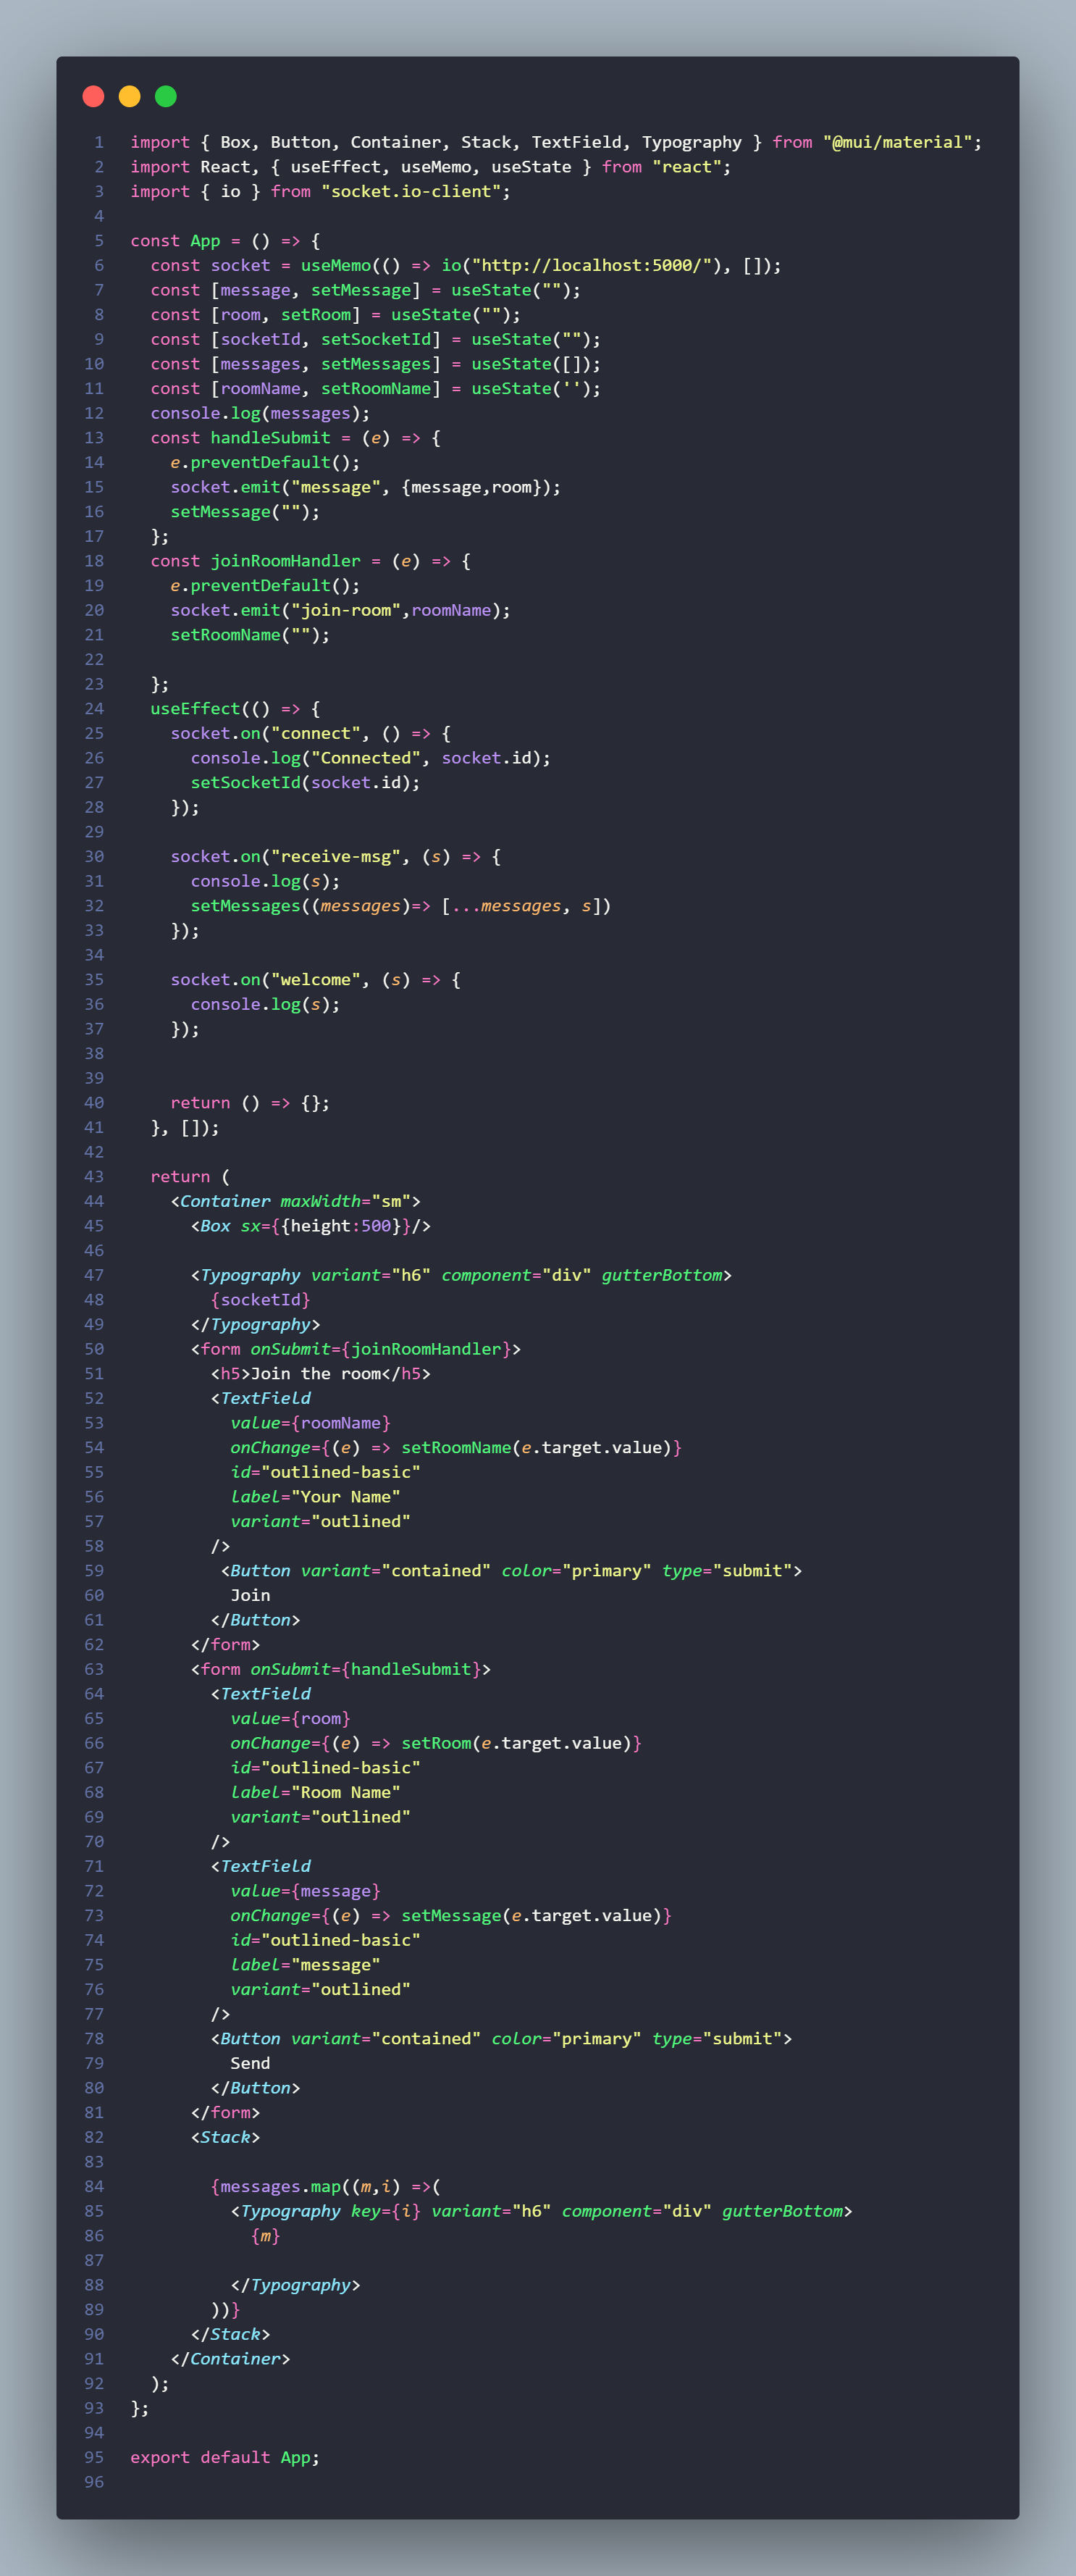 1 import { Box, Button, Container, Stack, TextField, Typography } from "@mui/material";
2 import React, { useEffect, useMemo, useState } from "react";
3 import { io } from "socket.io-client";
4
5 const App = () => {
6   const socket = useMemo(() => io("http://localhost:5000/"), []);
7   const [message, setMessage] = useState("");
8   const [room, setRoom] = useState("");
9   const [socketId, setSocketId] = useState("");
10   const [messages, setMessages] = useState([]);
11   const [roomName, setRoomName] = useState('');
12   console.log(messages);
13   const handleSubmit = (e) => {
14     e.preventDefault();
15     socket.emit("message", {message,room});
16     setMessage("");
17   };
18   const joinRoomHandler = (e) => {
19     e.preventDefault();
20     socket.emit("join-room",roomName);
21     setRoomName("");
22
23   };
24   useEffect(() => {
25     socket.on("connect", () => {
26       console.log("Connected", socket.id);
27       setSocketId(socket.id);
28     });
29
30     socket.on("receive-msg", (s) => {
31       console.log(s);
32       setMessages((messages)=> [...messages, s])
33     });
34
35     socket.on("welcome", (s) => {
36       console.log(s);
37     });
38
39
40     return () => {};
41   }, []);
42
43   return (
44     <Container maxWidth="sm">
45       <Box sx={{height:500}}/>
46
47       <Typography variant="h6" component="div" gutterBottom>
48         {socketId}
49       </Typography>
50       <form onSubmit={joinRoomHandler}>
51         <h5>Join the room</h5>
52         <TextField
53           value={roomName}
54           onChange={(e) => setRoomName(e.target.value)}
55           id="outlined-basic"
56           label="Your Name"
57           variant="outlined"
58         />
59          <Button variant="contained" color="primary" type="submit">
60           Join
61         </Button>
62       </form>
63       <form onSubmit={handleSubmit}>
64         <TextField
65           value={room}
66           onChange={(e) => setRoom(e.target.value)}
67           id="outlined-basic"
68           label="Room Name"
69           variant="outlined"
70         />
71         <TextField
72           value={message}
73           onChange={(e) => setMessage(e.target.value)}
74           id="outlined-basic"
75           label="message"
76           variant="outlined"
77         />
78         <Button variant="contained" color="primary" type="submit">
79           Send
80         </Button>
81       </form>
82       <Stack>
83
84         {messages.map((m,i) =>(
85           <Typography key={i} variant="h6" component="div" gutterBottom>
86             {m}
87
88           </Typography>
89         ))}
90       </Stack>
91     </Container>
92   );
93 };
94
95 export default App;
96